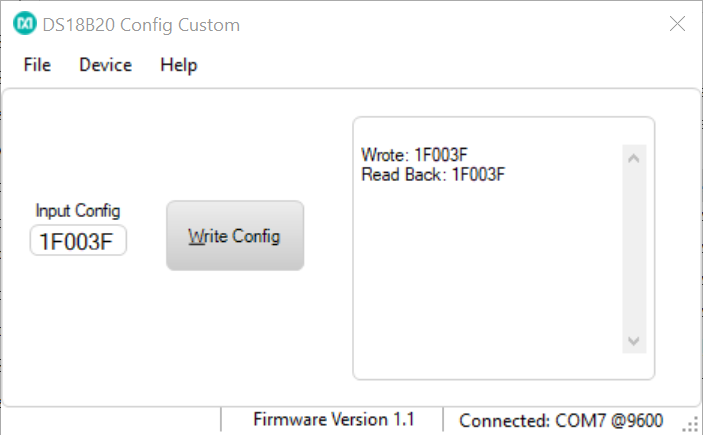 DS18B20 Config Custom
File Device Help
Input Config
1F003F
Write Config
Wrote: 1F003F
Read Back: 1F003F
Firmware Version 1.1
Connected: COM7 @9600